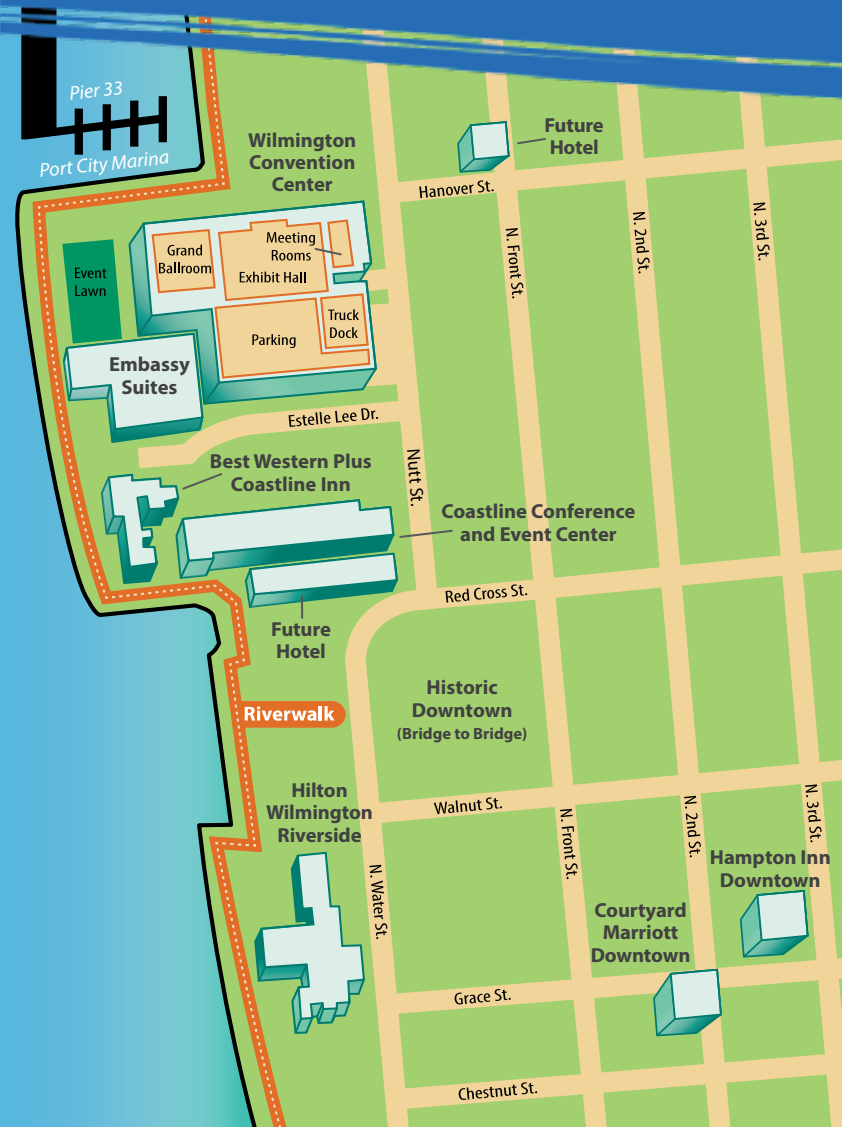 Pier 33
Port City Marina
Wilmington
Convention
Center
Future
Hotel
Hanover St.
N. Front St.
N. 2nd St.
N. 3rd St.
Event
Lawn
Grand
Ballroom
Meeting
Rooms
Exhibit Hall
Parking
Truck
Dock
Embassy
Suites
Estelle Lee Dr.
Nutt St.
Best Western Plus
Coastline Inn
Coastline Conference
and Event Center
Red Cross St.
Future
Hotel
Riverwalk
Historic
Downtown
(Bridge to Bridge)
Hilton
Wilmington
Riverside
Walnut St.
N. Water St.
N. Front St.
N. 2nd St.
N. 3rd St.
Hampton Inn
Downtown
Courtyard
Marriott
Downtown
Grace St.
Chestnut St.